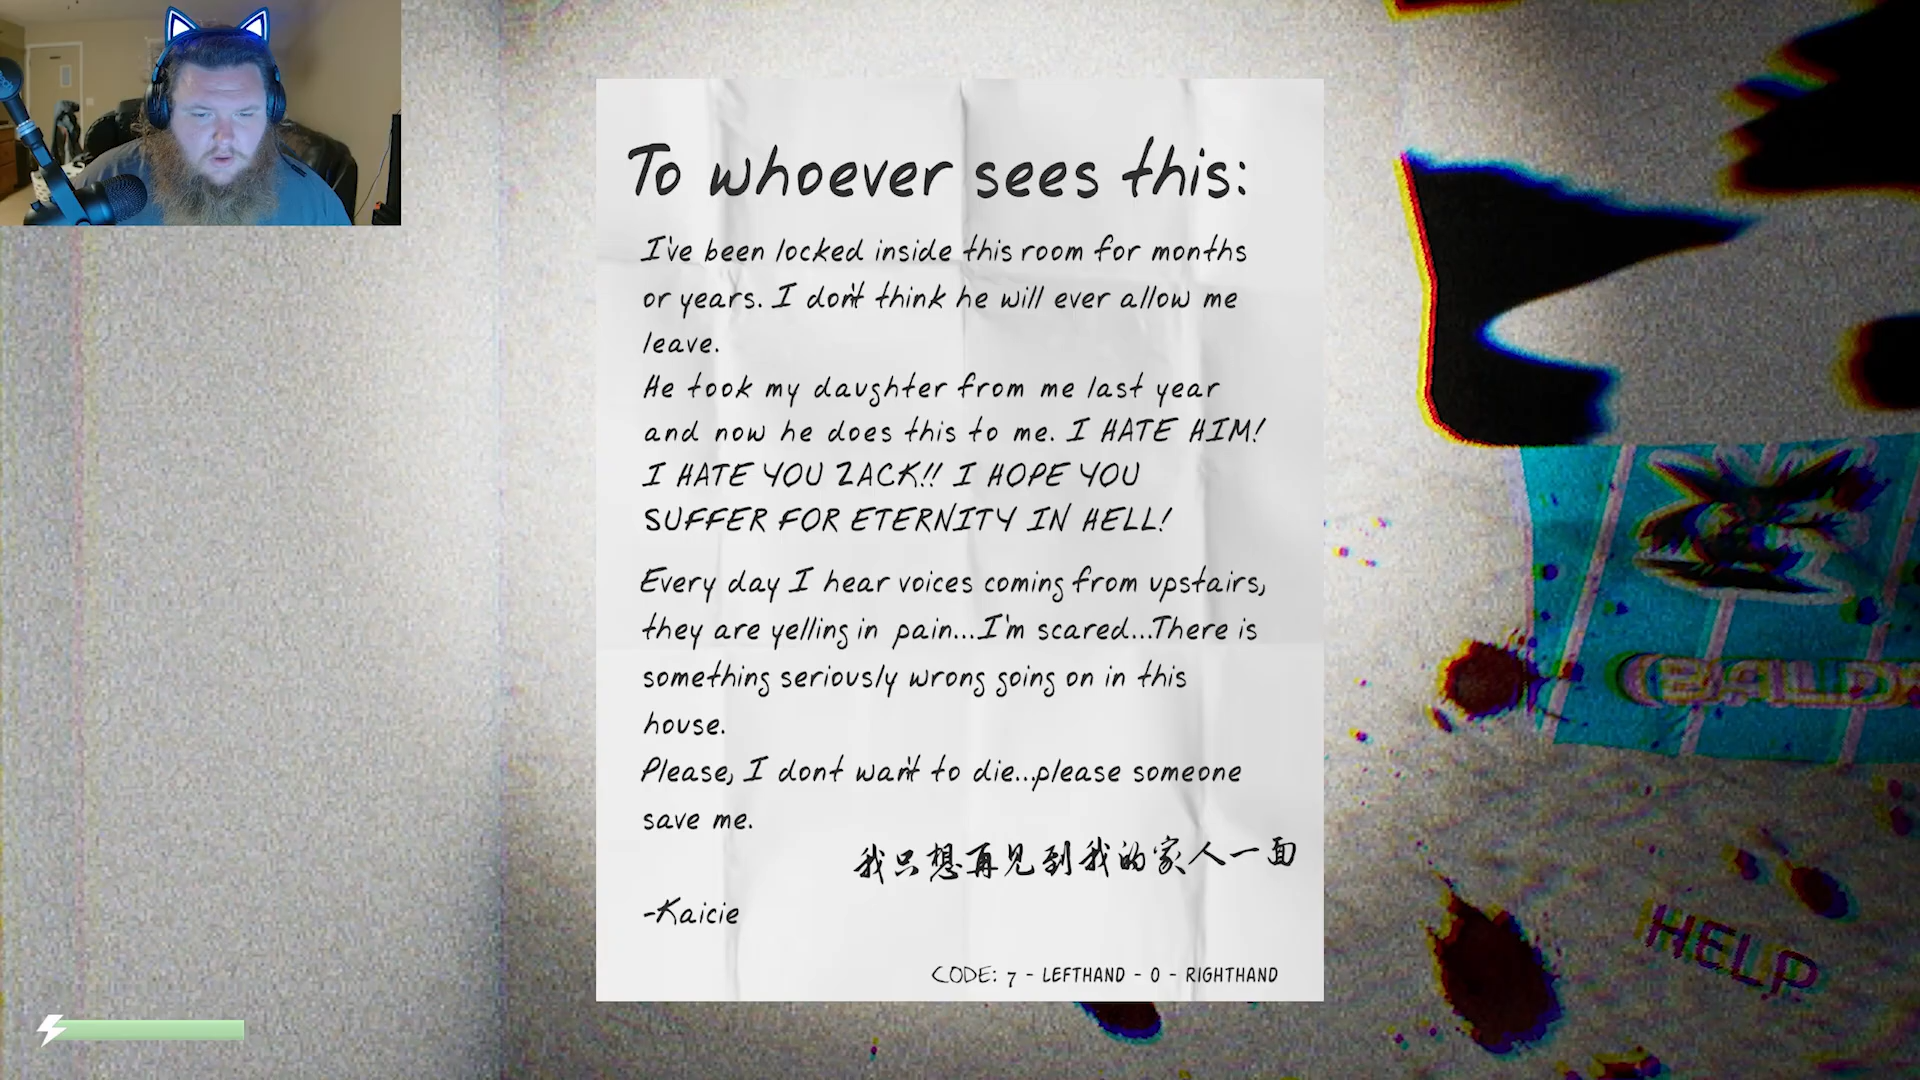 To whoever sees this:
I've been locked inside this room for months
or years. I don't think he will ever allow me
leave.
He took my daughter from me last year
and now he does this to me. I HATE HIM!
I HATE YOU ZACK!! I HOPE YOU
SUFFER FOR ETERNITY IN HELL!
Every day I hear voices coming from upstairs,
they are yelling in pain...I'm scared...There is
something seriously wrong going on in this
house.
Please, I dont wan't to die...please someone
save me.
我只想再见到我的家人一面
-Kaicie
CODE: 7 - LEFTHAND - 0 - RIGHTHAND
HELP